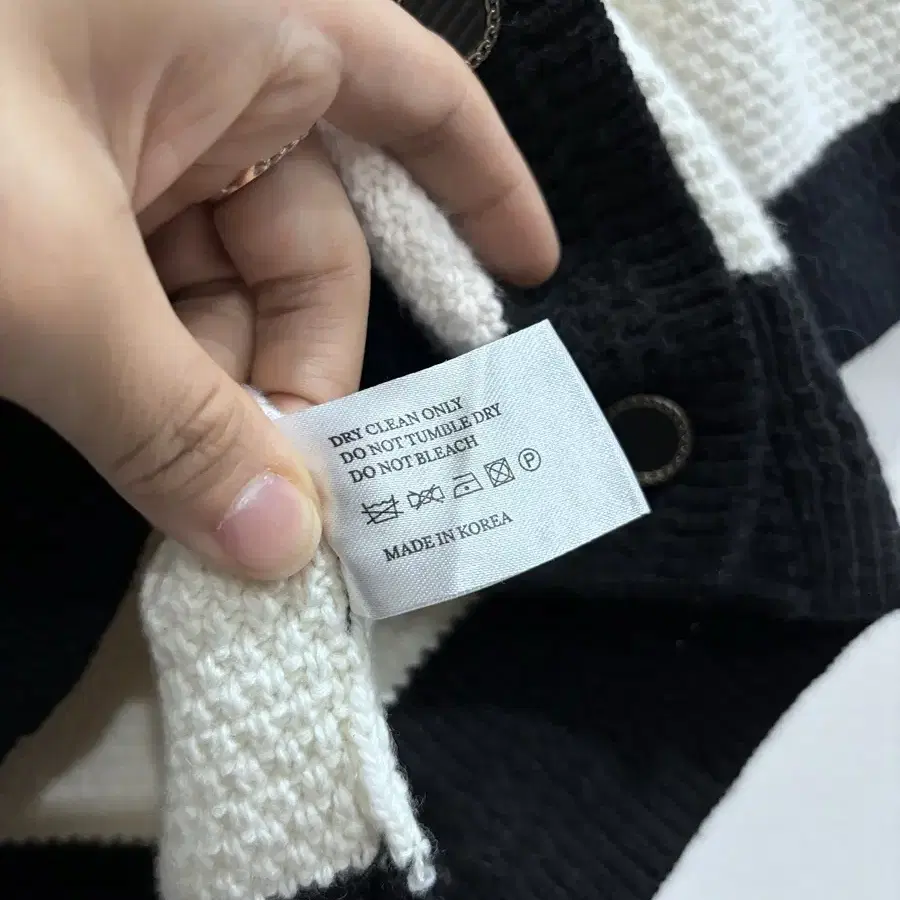 DRY CLEAN ONLY
DO NOT TUMBLE DRY
DO NOT BLEACH
P
MADE IN KOREA